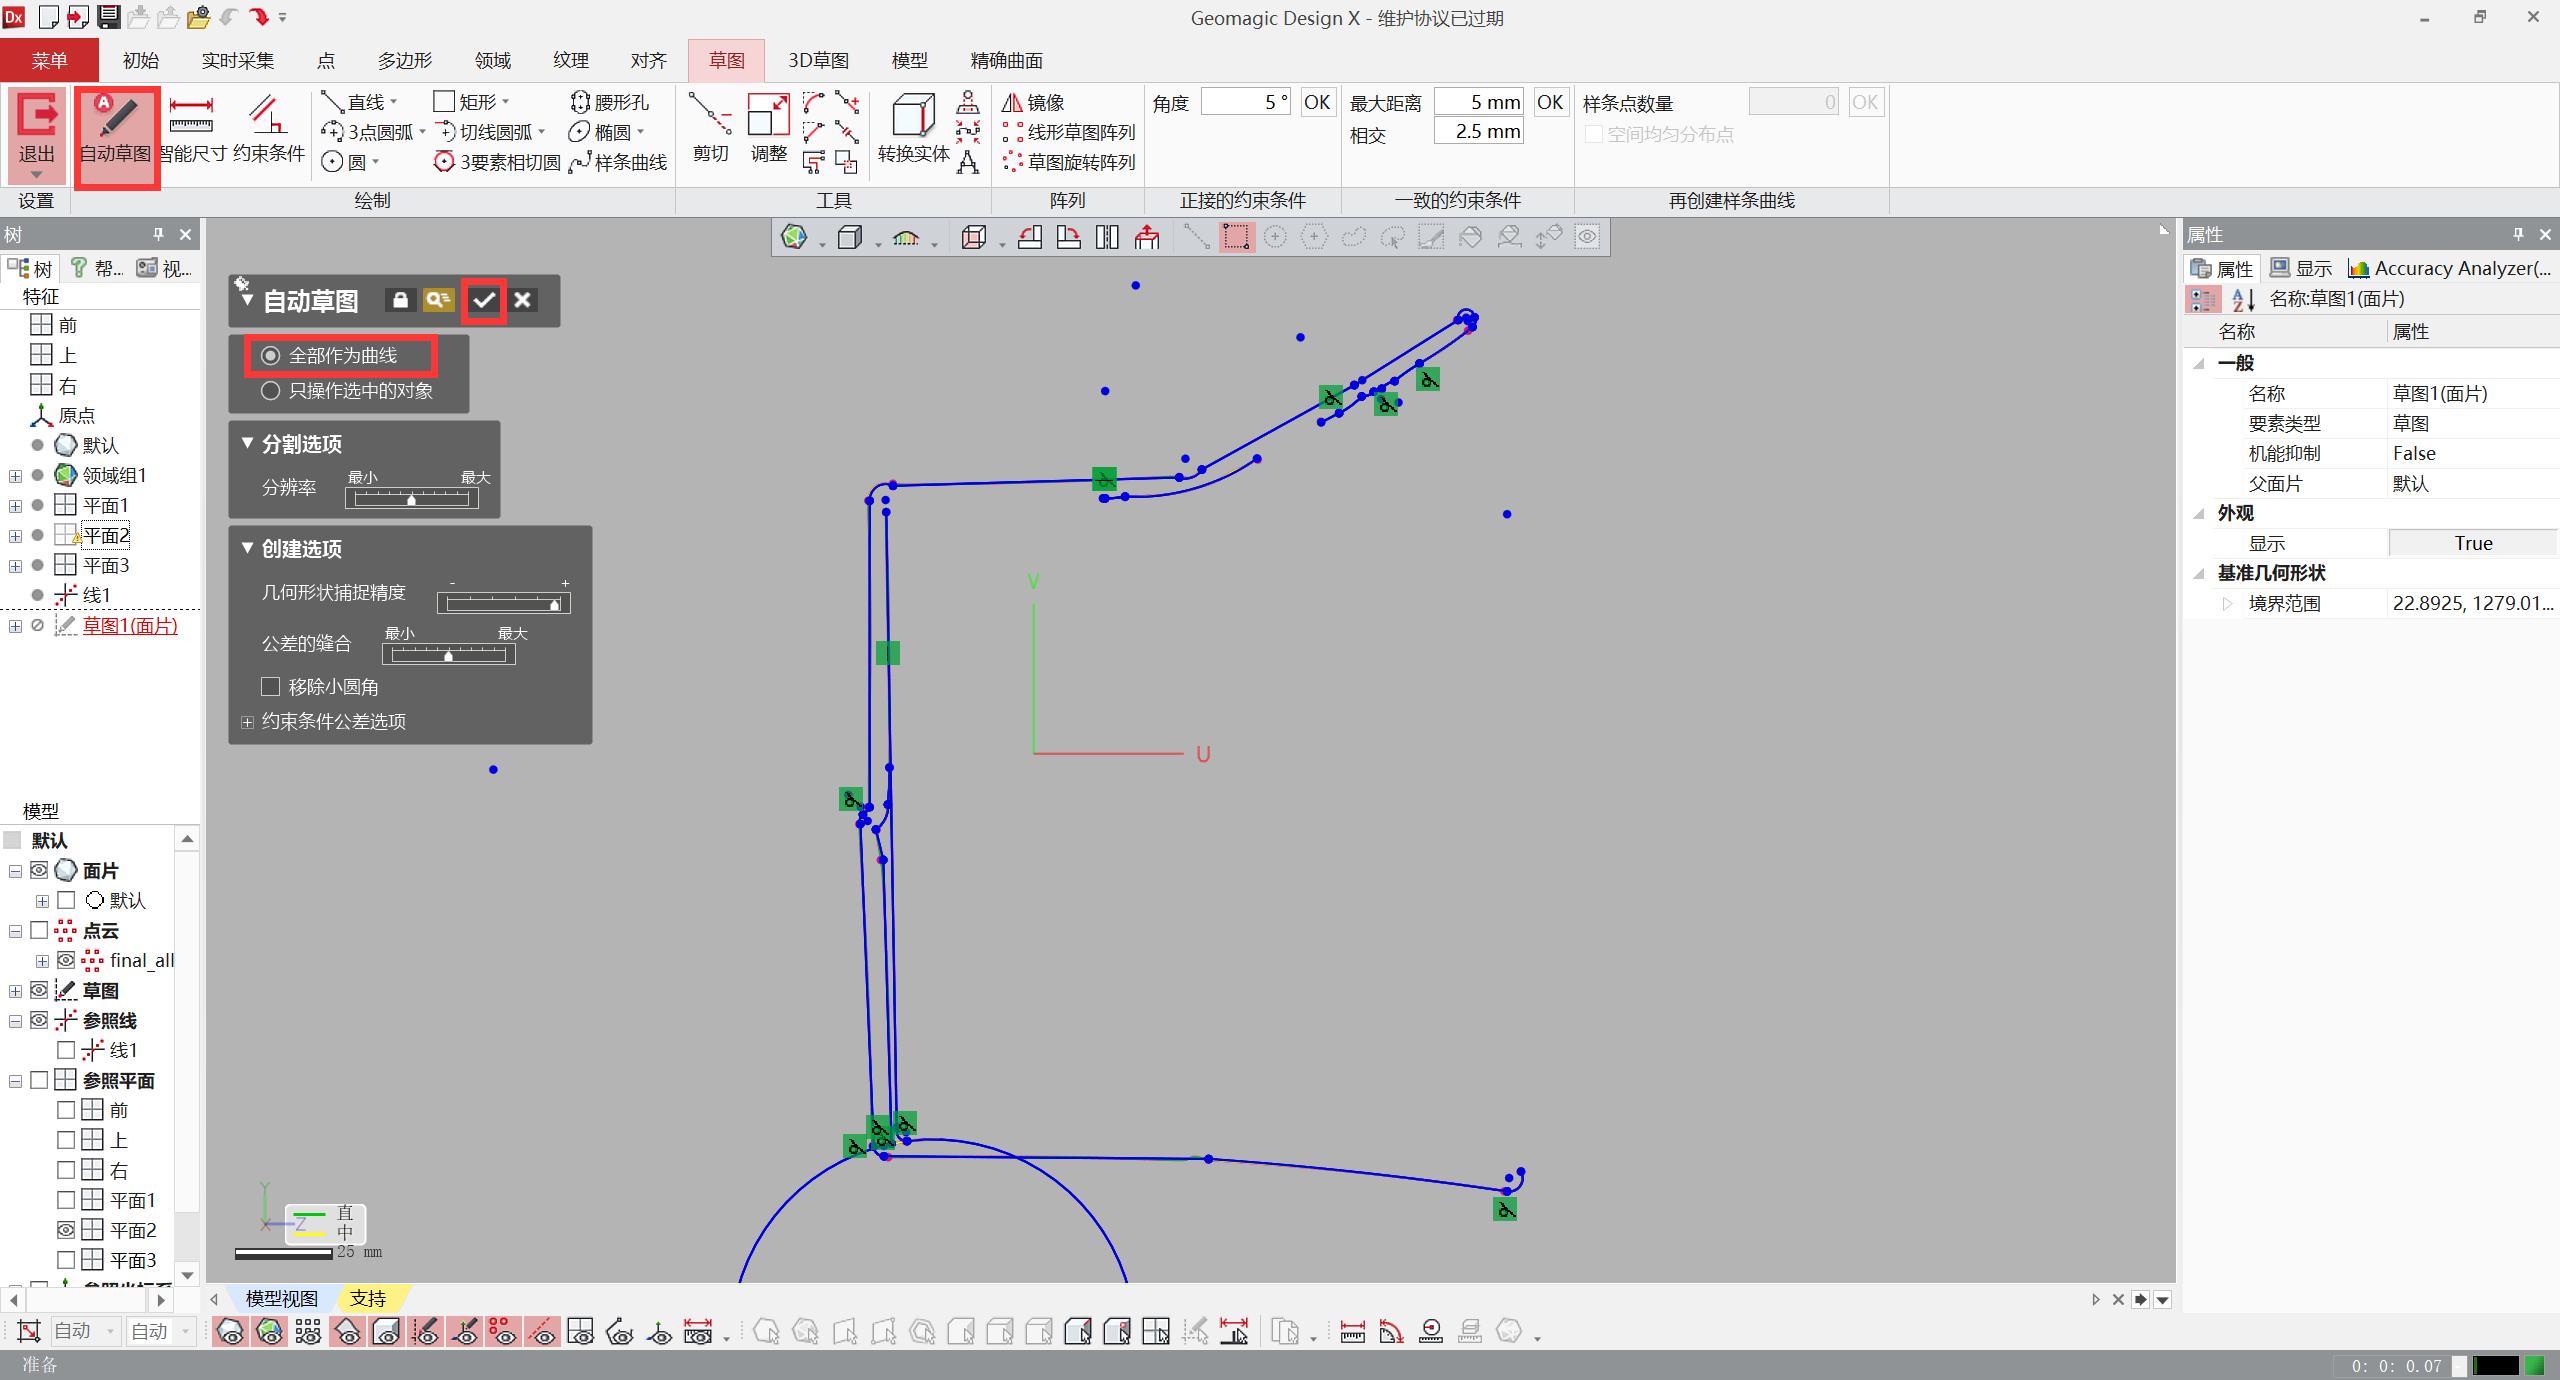 Dx
Geomagic Design X - 维护协议已过期
菜单 初始 实时采集 点 多边形 领域 纹理 对齐 草图 3D草图 模型 精确曲面
退出
A
自动草图 智能尺寸 约束条件
直线 矩形 腰形孔
3点圆弧 切线圆弧 椭圆
圆 3要素相切圆 样条曲线
剪切 调整 转换实体
镜像
线形草图阵列
草图旋转阵列
角度 5 ° OK
最大距离 5 mm OK
相交 2.5 mm
样条点数量 0 OK
空间均匀分布点
设置 绘制 工具 阵列 正接的约束条件 一致的约束条件 再创建样条曲线
树
树 帮... 视...
特征
前
上
右
原点
默认
领域组1
平面1
平面2
平面3
线1
草图1(面片)
模型
默认
面片
默认
点云
final_all
草图
参照线
线1
参照平面
前
上
右
平面1
平面2
平面3
自动草图
全部作为曲线
只操作选中的对象
分割选项
分辨率 最小 最大
创建选项
几何形状捕捉精度 - +
公差的缝合 最小 最大
移除小圆角
约束条件公差选项
V
U
Y
X
Z
直
中
25 mm
模型视图 支持
属性
属性 显示 Accuracy Analyzer(...
名称:草图1(面片)
名称 属性
一般
名称 草图1(面片)
要素类型 草图
机能抑制 False
父面片 默认
外观
显示 True
基准几何形状
境界范围 22.8925, 1279.01...
自动 自动
准备
0: 0: 0.07